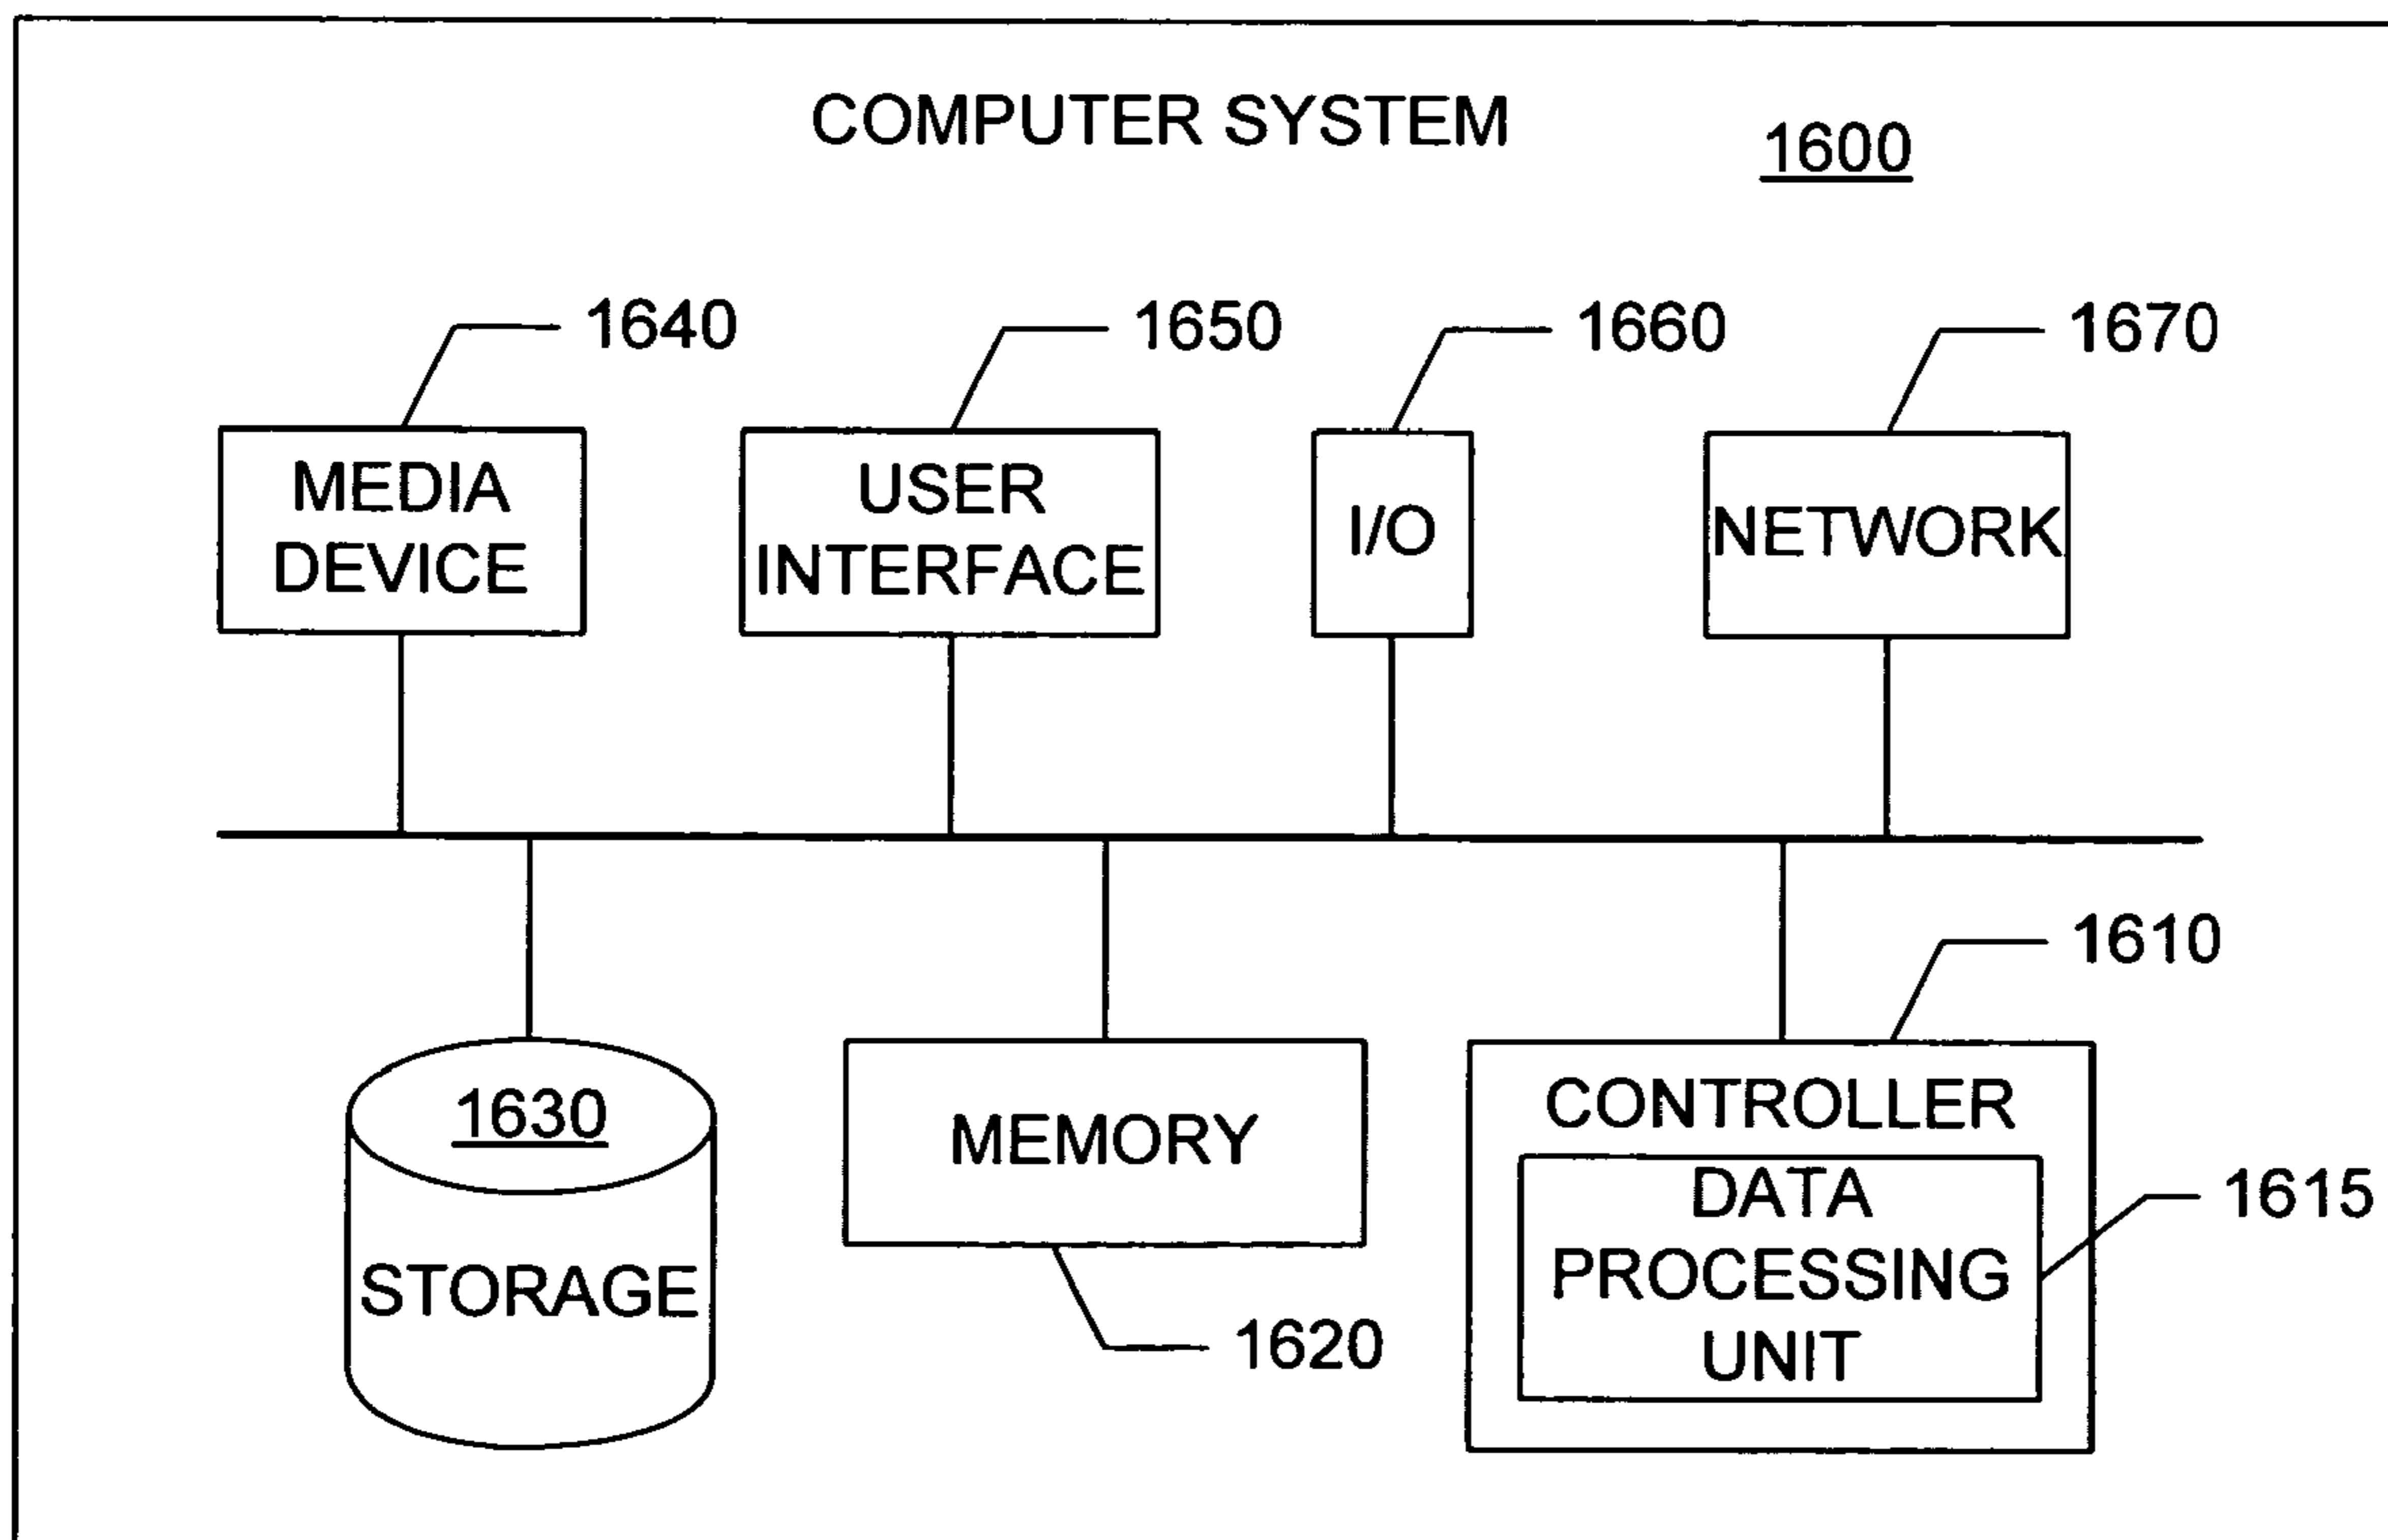 COMPUTER SYSTEM
1600
1640
1650
1660
1670
MEDIA
DEVICE
USER
INTERFACE
I/O
NETWORK
1610
1630
STORAGE
MEMORY
1620
CONTROLLER
DATA
PROCESSING
UNIT
1615